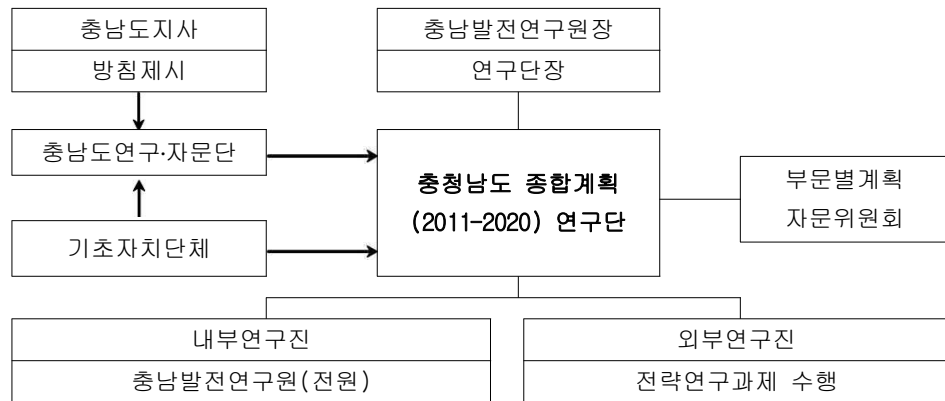 충남도지사
방침제시
충남발전연구원장
연구단장
충남도연구·자문단
충청남도 종합계획
(2011-2020) 연구단
부문별계획
자문위원회
기초자치단체
내부연구진
충남발전연구원(전원)
외부연구진
전략연구과제 수행